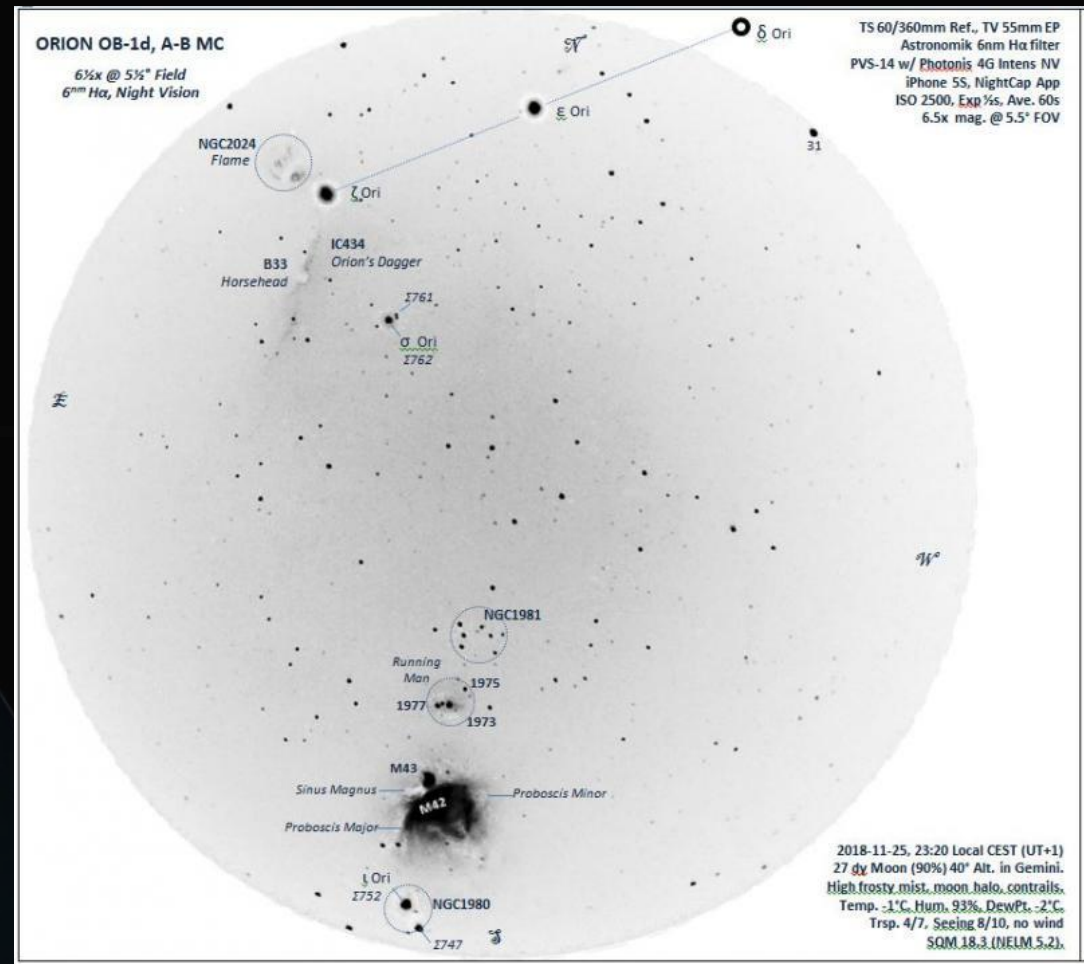 ORION OB-1d, A-B MC
6½x @ 5½° Field
6ⁿᵐ Hα, Night Vision
TS 60/360mm Ref., TV 55mm EP
Astronomik 6nm Hα filter
PVS-14 w/ Photonis 4G Intens NV
iPhone 5S, NightCap App
ISO 2500, Exp ½s, Ave. 60s
6.5x mag. @ 5.5° FOV
N
δ Ori
ε Ori
31
NGC2024
Flame
ζ Ori
IC434
Orion's Dagger
B33
Horsehead
Σ761
σ Ori
Σ762
E
W
NGC1981
Running
Man
1975
1977
1973
M43
Sinus Magnus
M42
Proboscis Minor
Proboscis Major
ι Ori
Σ752
NGC1980
Σ747
S
2018-11-25, 23:20 Local CEST (UT+1)
27 dy Moon (90%) 40° Alt. in Gemini.
High frosty mist, moon halo, contrails.
Temp. -1°C, Hum. 93%, DewPt. -2°C.
Trsp. 4/7, Seeing 8/10, no wind
SQM 18.3 (NELM 5.2).